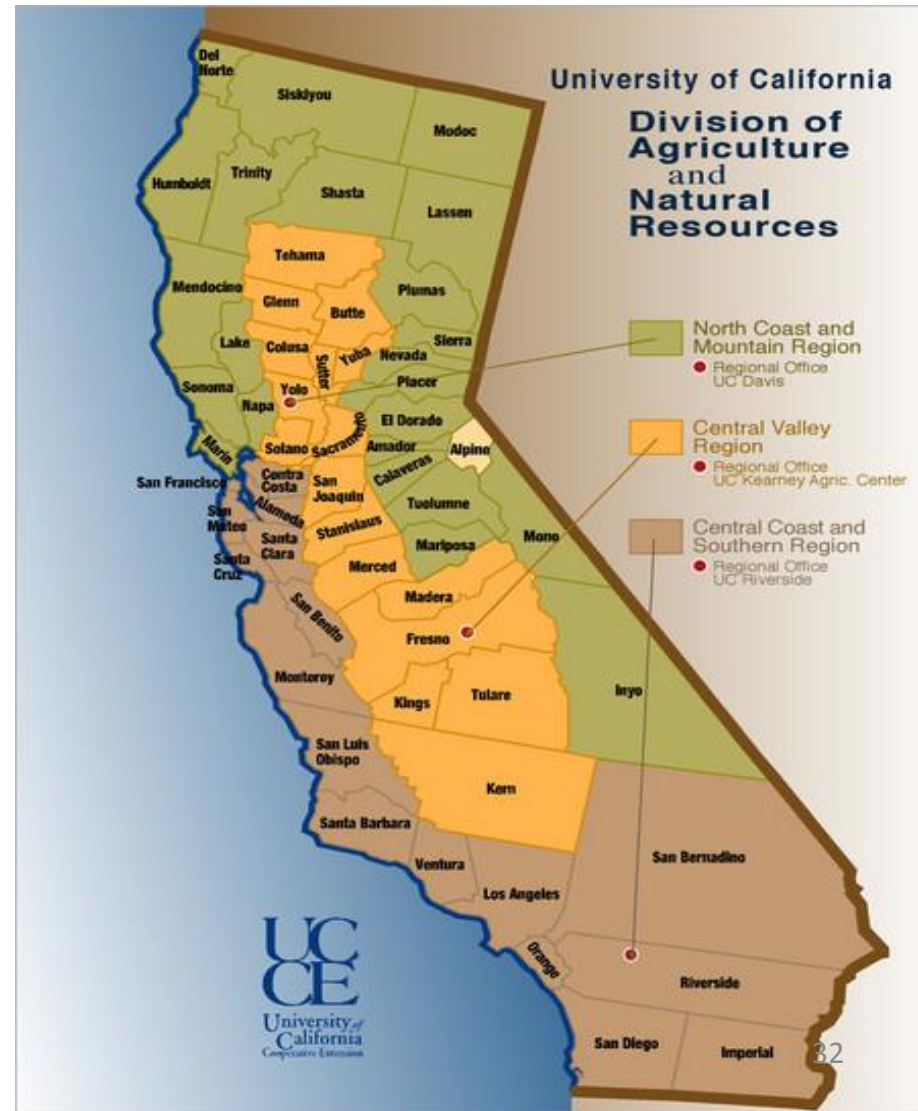 University of California
Division of
Agriculture
and
Natural
Resources
North Coast and
Mountain Region
Regional Office
UC Davis
Central Valley
Region
Regional Office
UC Kearney Agric. Center
Central Coast and
Southern Region
Regional Office
UC Riverside
Del
Norte
Siskiyou
Modoc
Humboldt
Trinity
Shasta
Lassen
Tehama
Mendocino
Plumas
Glenn
Butte
Lake
Colusa
Sutter
Yuba
Nevada
Sierra
Placer
Sonoma
Napa
Yolo
El Dorado
Marin
Solano
Sacramento
Amador
Alpine
Calaveras
San Francisco
Contra
Costa
San
Joaquin
Alameda
Tuolumne
San
Mateo
Stanislaus
Mono
Santa
Clara
Mariposa
Santa
Cruz
Merced
Madera
San Benito
Fresno
Monterey
Kings
Tulare
Inyo
San Luis
Obispo
Kern
Santa Barbara
San Bernadino
Ventura
Los Angeles
Orange
Riverside
San Diego
Imperial
UC
CE
University of
California
Cooperative Extension
32